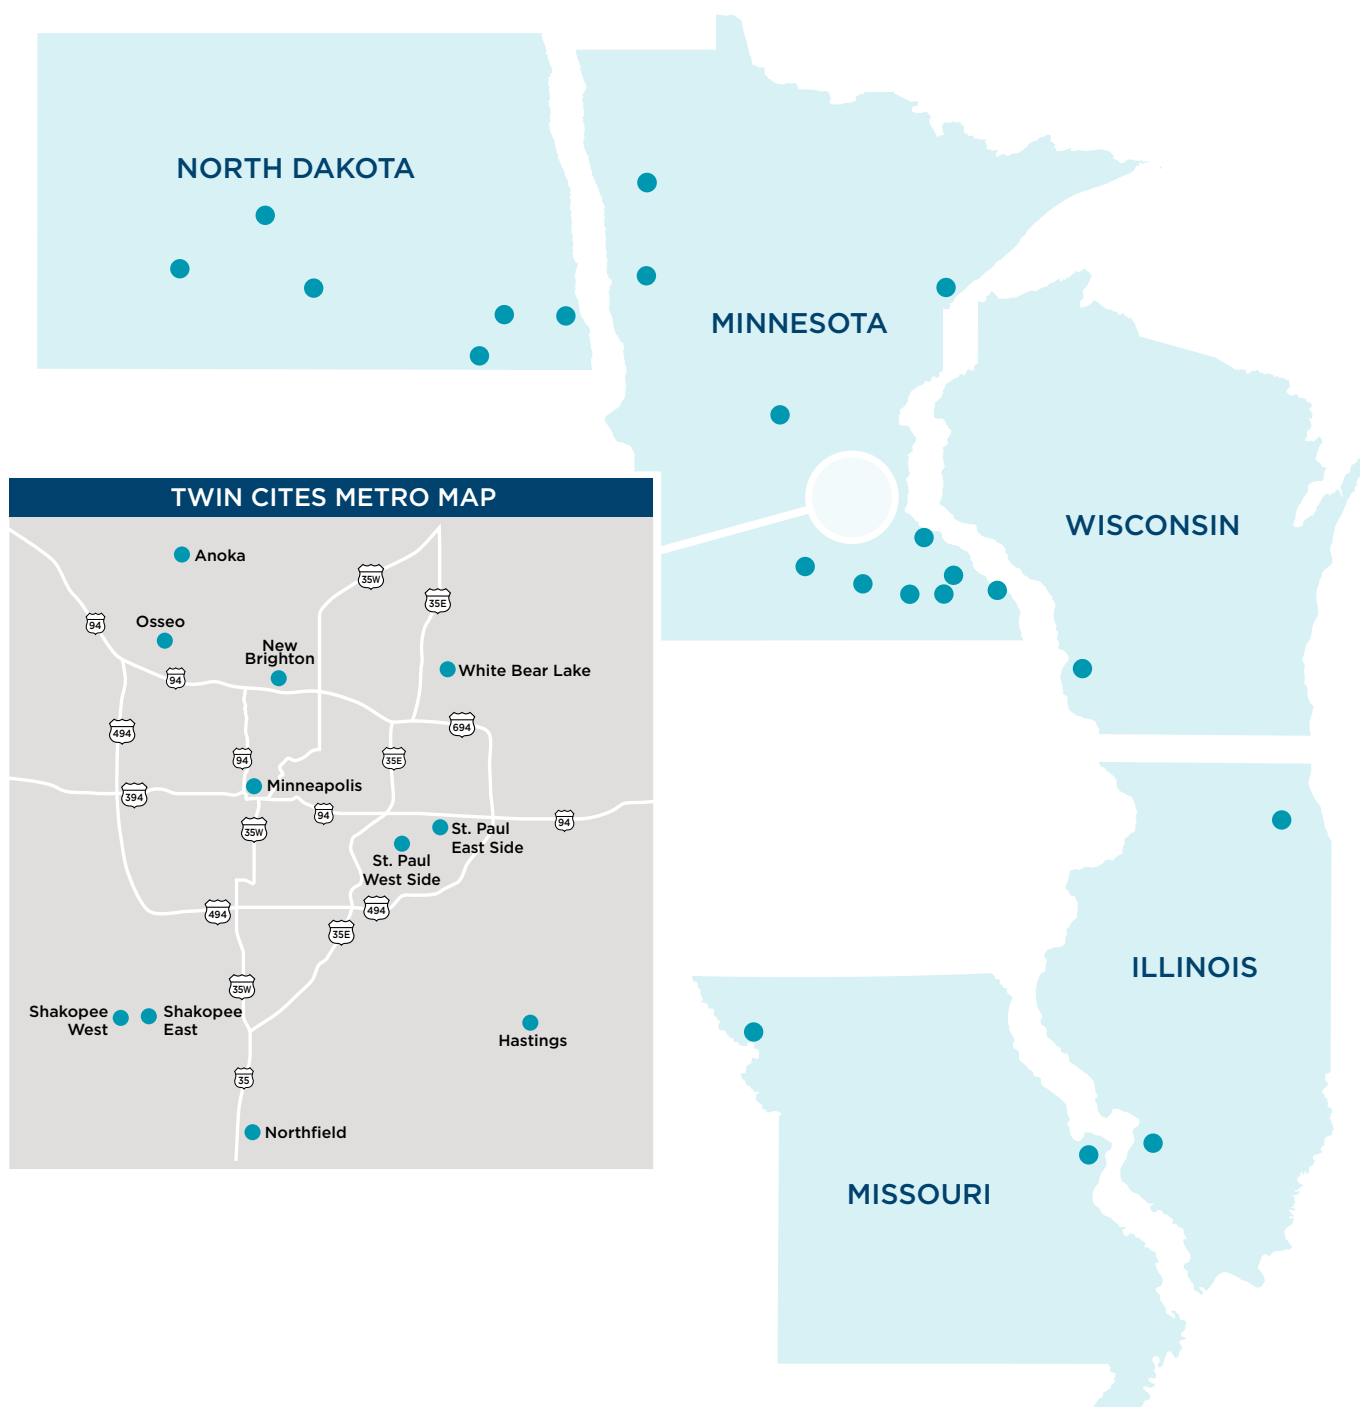 NORTH DAKOTA
MINNESOTA
WISCONSIN
TWIN CITES METRO MAP
Anoka
35W
35E
94
Osseo
New
Brighton
White Bear Lake
94
494
694
94
35E
Minneapolis
394
35W
94
94
St. Paul
East Side
St. Paul
West Side
494
494
35E
35W
Shakopee
West
Shakopee
East
Hastings
35
Northfield
ILLINOIS
MISSOURI